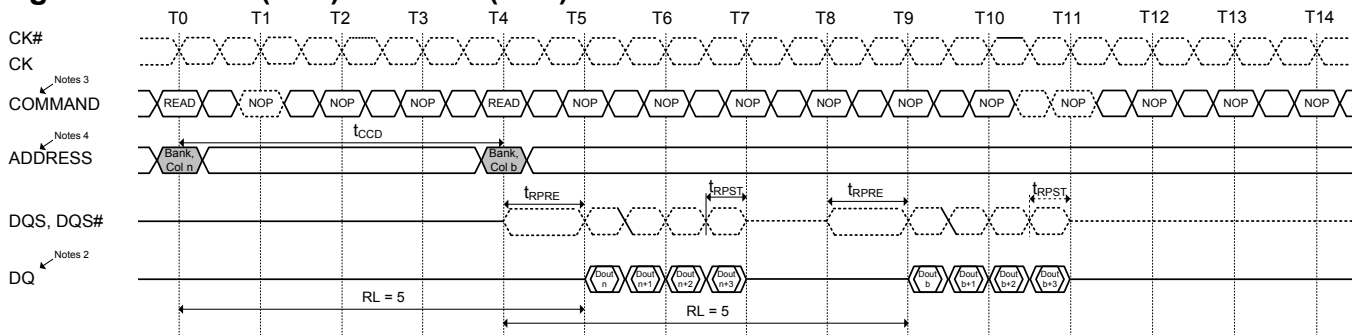 T0 T1 T2 T3 T4 T5 T6 T7 T8 T9 T10 T11 T12 T13 T14
CK#
CK
Notes 3
COMMAND READ NOP NOP NOP READ NOP NOP NOP NOP NOP NOP NOP NOP NOP NOP
tCCD
Notes 4
ADDRESS Bank, Col n Bank, Col b
tRPRE tRPST tRPRE tRPST
DQS, DQS#
Notes 2
DQ Dout n Dout n+1 Dout n+2 Dout n+3 Dout b Dout b+1 Dout b+2 Dout b+3
RL = 5
RL = 5